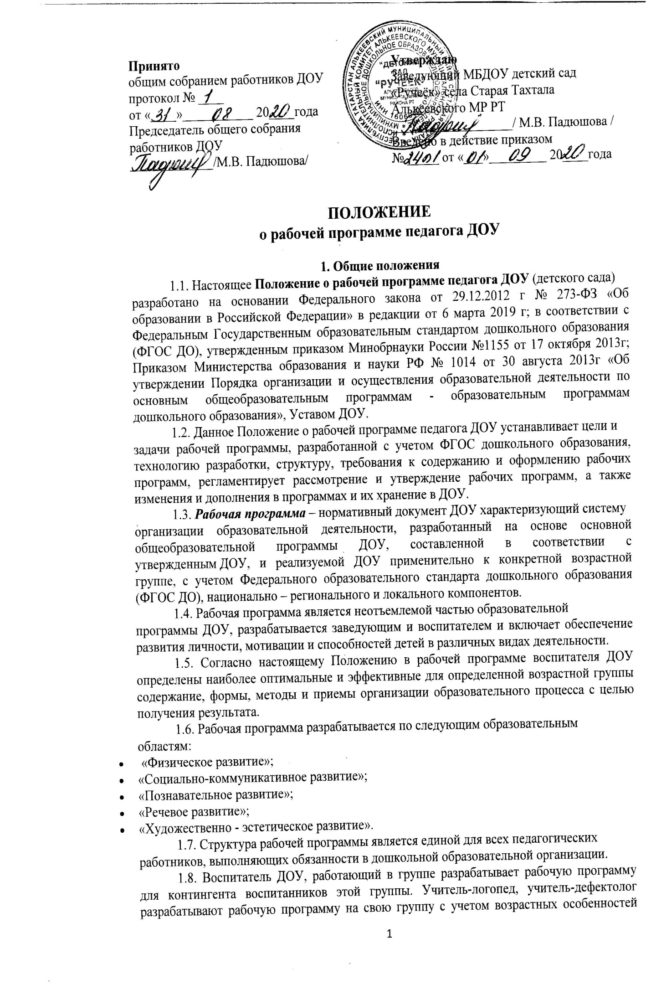 Принято
общим собранием работников ДОУ
протокол № 1
от «31» 08 2020 года
Председатель общего собрания
работников ДОУ
/М.В. Падюшова/
Утверждаю
Заведующий МБДОУ детский сад
«Ручеёк» села Старая Тахтала
Алькеевского МР РТ
/ М.В. Падюшова /
Введено в действие приказом
№ от «01» 09 2020 года
"ДЕТСКИЙ
САД
"РУЧЕЕК"
АЛЬКЕЕВСКОГО
МУНИЦИПАЛЬНОГО
РАЙОНА РТ
ПОЛОЖЕНИЕ
о рабочей программе педагога ДОУ
1. Общие положения
1.1. Настоящее Положение о рабочей программе педагога ДОУ (детского сада)
разработано на основании Федерального закона от 29.12.2012 г № 273-ФЗ «Об
образовании в Российской Федерации» в редакции от 6 марта 2019 г; в соответствии с
Федеральным Государственным образовательным стандартом дошкольного образования
(ФГОС ДО), утвержденным приказом Минобрнауки России №1155 от 17 октября 2013г;
Приказом Министерства образования и науки РФ № 1014 от 30 августа 2013г «Об
утверждении Порядка организации и осуществления образовательной деятельности по
основным общеобразовательным программам - образовательным программам
дошкольного образования», Уставом ДОУ.
1.2. Данное Положение о рабочей программе педагога ДОУ устанавливает цели и
задачи рабочей программы, разработанной с учетом ФГОС дошкольного образования,
технологию разработки, структуру, требования к содержанию и оформлению рабочих
программ, регламентирует рассмотрение и утверждение рабочих программ, а также
изменения и дополнения в программах и их хранение в ДОУ.
1.3. Рабочая программа – нормативный документ ДОУ характеризующий систему
организации образовательной деятельности, разработанный на основе основной
общеобразовательной программы ДОУ, составленной в соответствии с
утвержденным ДОУ, и реализуемой ДОУ применительно к конкретной возрастной
группе, с учетом Федерального образовательного стандарта дошкольного образования
(ФГОС ДО), национально – регионального и локального компонентов.
1.4. Рабочая программа является неотъемлемой частью образовательной
программы ДОУ, разрабатывается заведующим и воспитателем и включает обеспечение
развития личности, мотивации и способностей детей в различных видах деятельности.
1.5. Согласно настоящему Положению в рабочей программе воспитателя ДОУ
определены наиболее оптимальные и эффективные для определенной возрастной группы
содержание, формы, методы и приемы организации образовательного процесса с целью
получения результата.
1.6. Рабочая программа разрабатывается по следующим образовательным
областям:
• «Физическое развитие»;
• «Социально-коммуникативное развитие»;
• «Познавательное развитие»;
• «Речевое развитие»;
• «Художественно - эстетическое развитие».
1.7. Структура рабочей программы является единой для всех педагогических
работников, выполняющих обязанности в дошкольной образовательной организации.
1.8. Воспитатель ДОУ, работающий в группе разрабатывает рабочую программу
для контингента воспитанников этой группы. Учитель-логопед, учитель-дефектолог
разрабатывают рабочую программу на свою группу с учетом возрастных особенностей
1